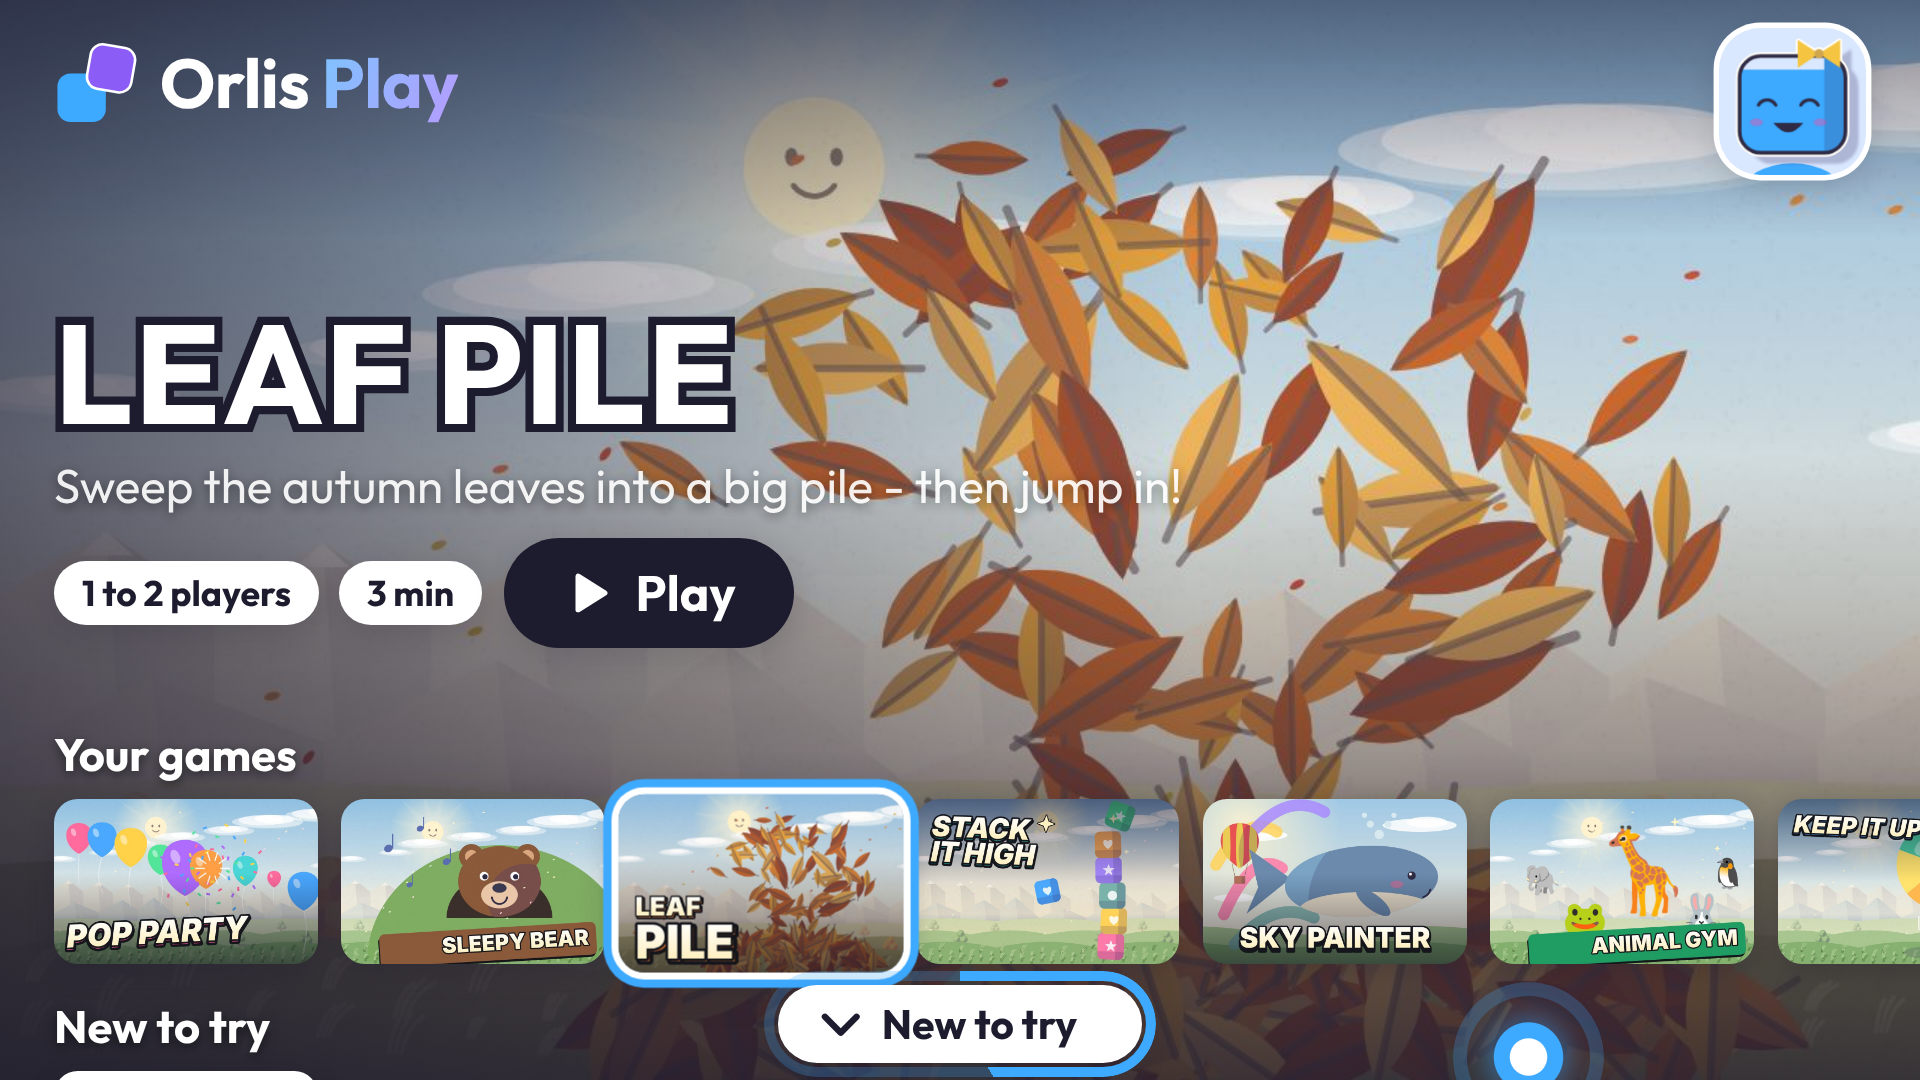 Orlis Play
LEAF PILE
Sweep the autumn leaves into a big pile - then jump in!
1 to 2 players
3 min
Play
Your games
POP PARTY
SLEEPY BEAR
LEAF
PILE
STACK
IT HIGH
SKY PAINTER
ANIMAL GYM
KEEP IT UP
New to try
New to try